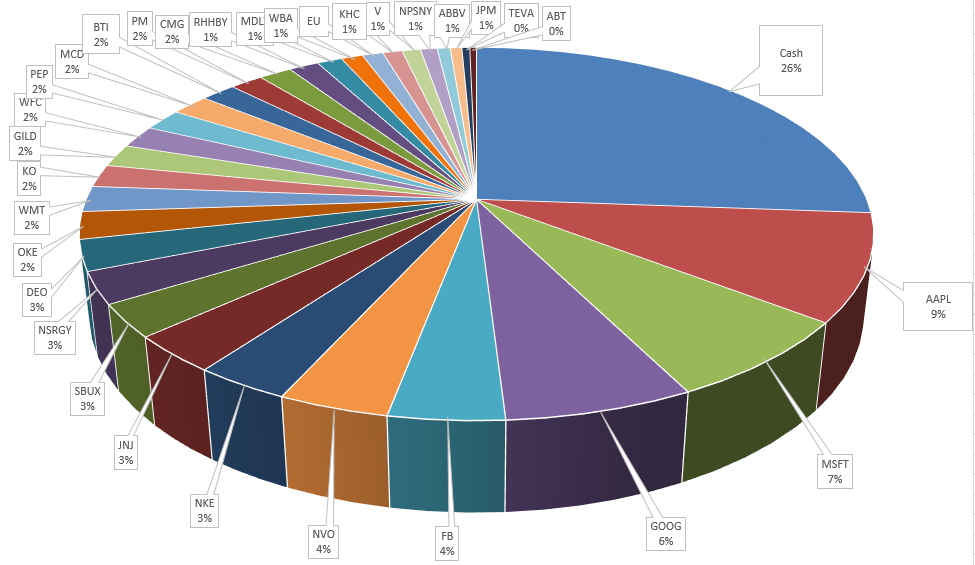 Cash
26%
AAPL
9%
MSFT
7%
GOOG
6%
FB
4%
NVO
4%
NKE
3%
JNJ
3%
SBUX
3%
NSRGY
3%
DEO
3%
OKE
2%
WMT
2%
KO
2%
GILD
2%
WFC
2%
PEP
2%
MCD
2%
BTI
2%
PM
2%
CMG
2%
RHHBY
1%
MDL
1%
WBA
1%
EU
1%
KHC
1%
V
1%
NPSNY
1%
ABBV
1%
JPM
1%
TEVA
0%
ABT
0%